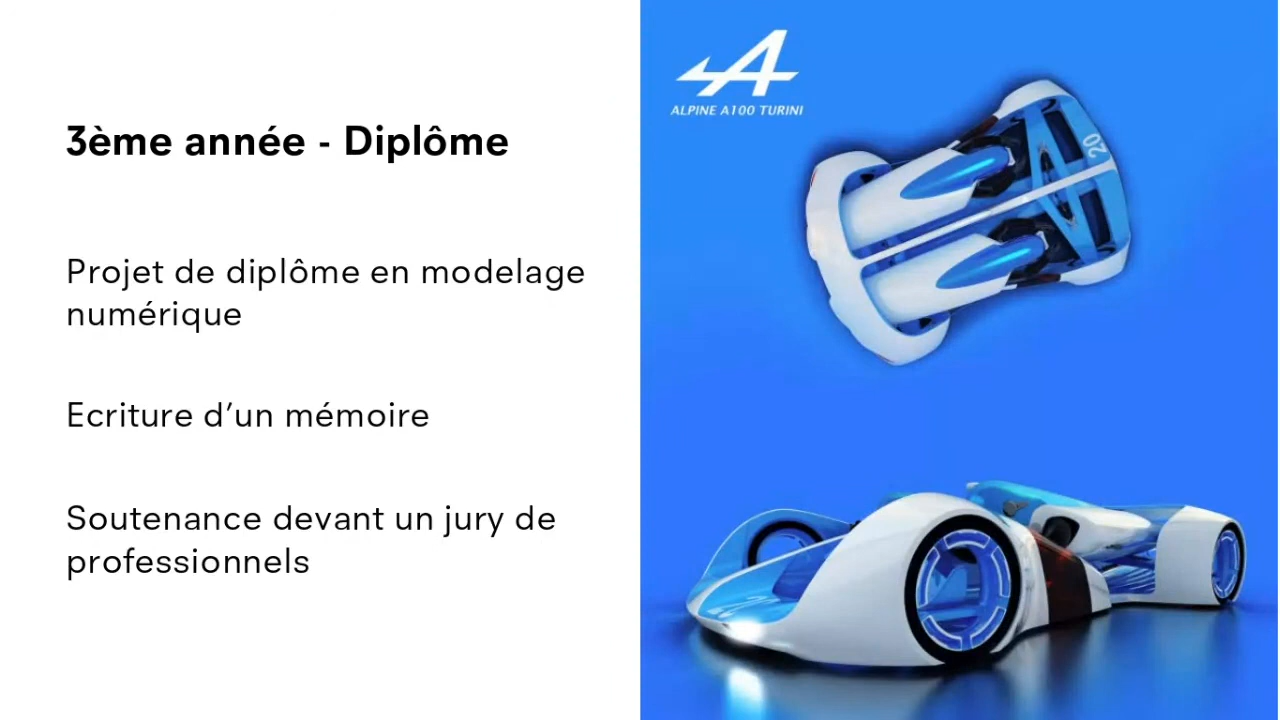 3ème année - Diplôme
Projet de diplôme en modelage
numérique
Ecriture d’un mémoire
Soutenance devant un jury de
professionnels
ALPINE A100 TURINI
20